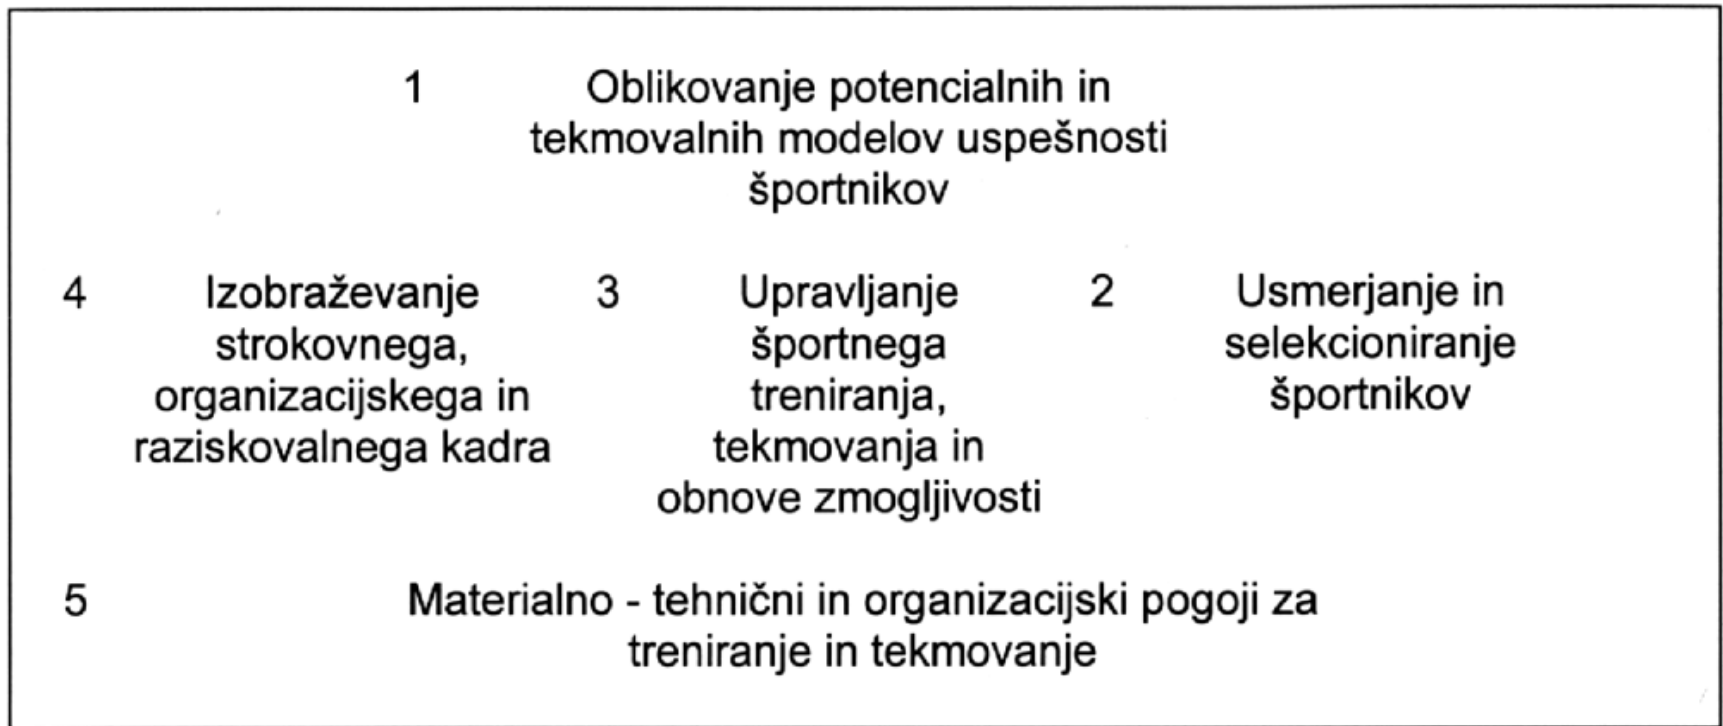 1 Oblikovanje potencialnih in
tekmovalnih modelov uspešnosti
športnikov
4 Izobraževanje
strokovnega,
organizacijskega in
raziskovalnega kadra
3 Upravljanje
športnega
treniranja,
tekmovanja in
obnove zmogljivosti
2 Usmerjanje in
selekcioniranje
športnikov
5 Materialno - tehnični in organizacijski pogoji za
treniranje in tekmovanje